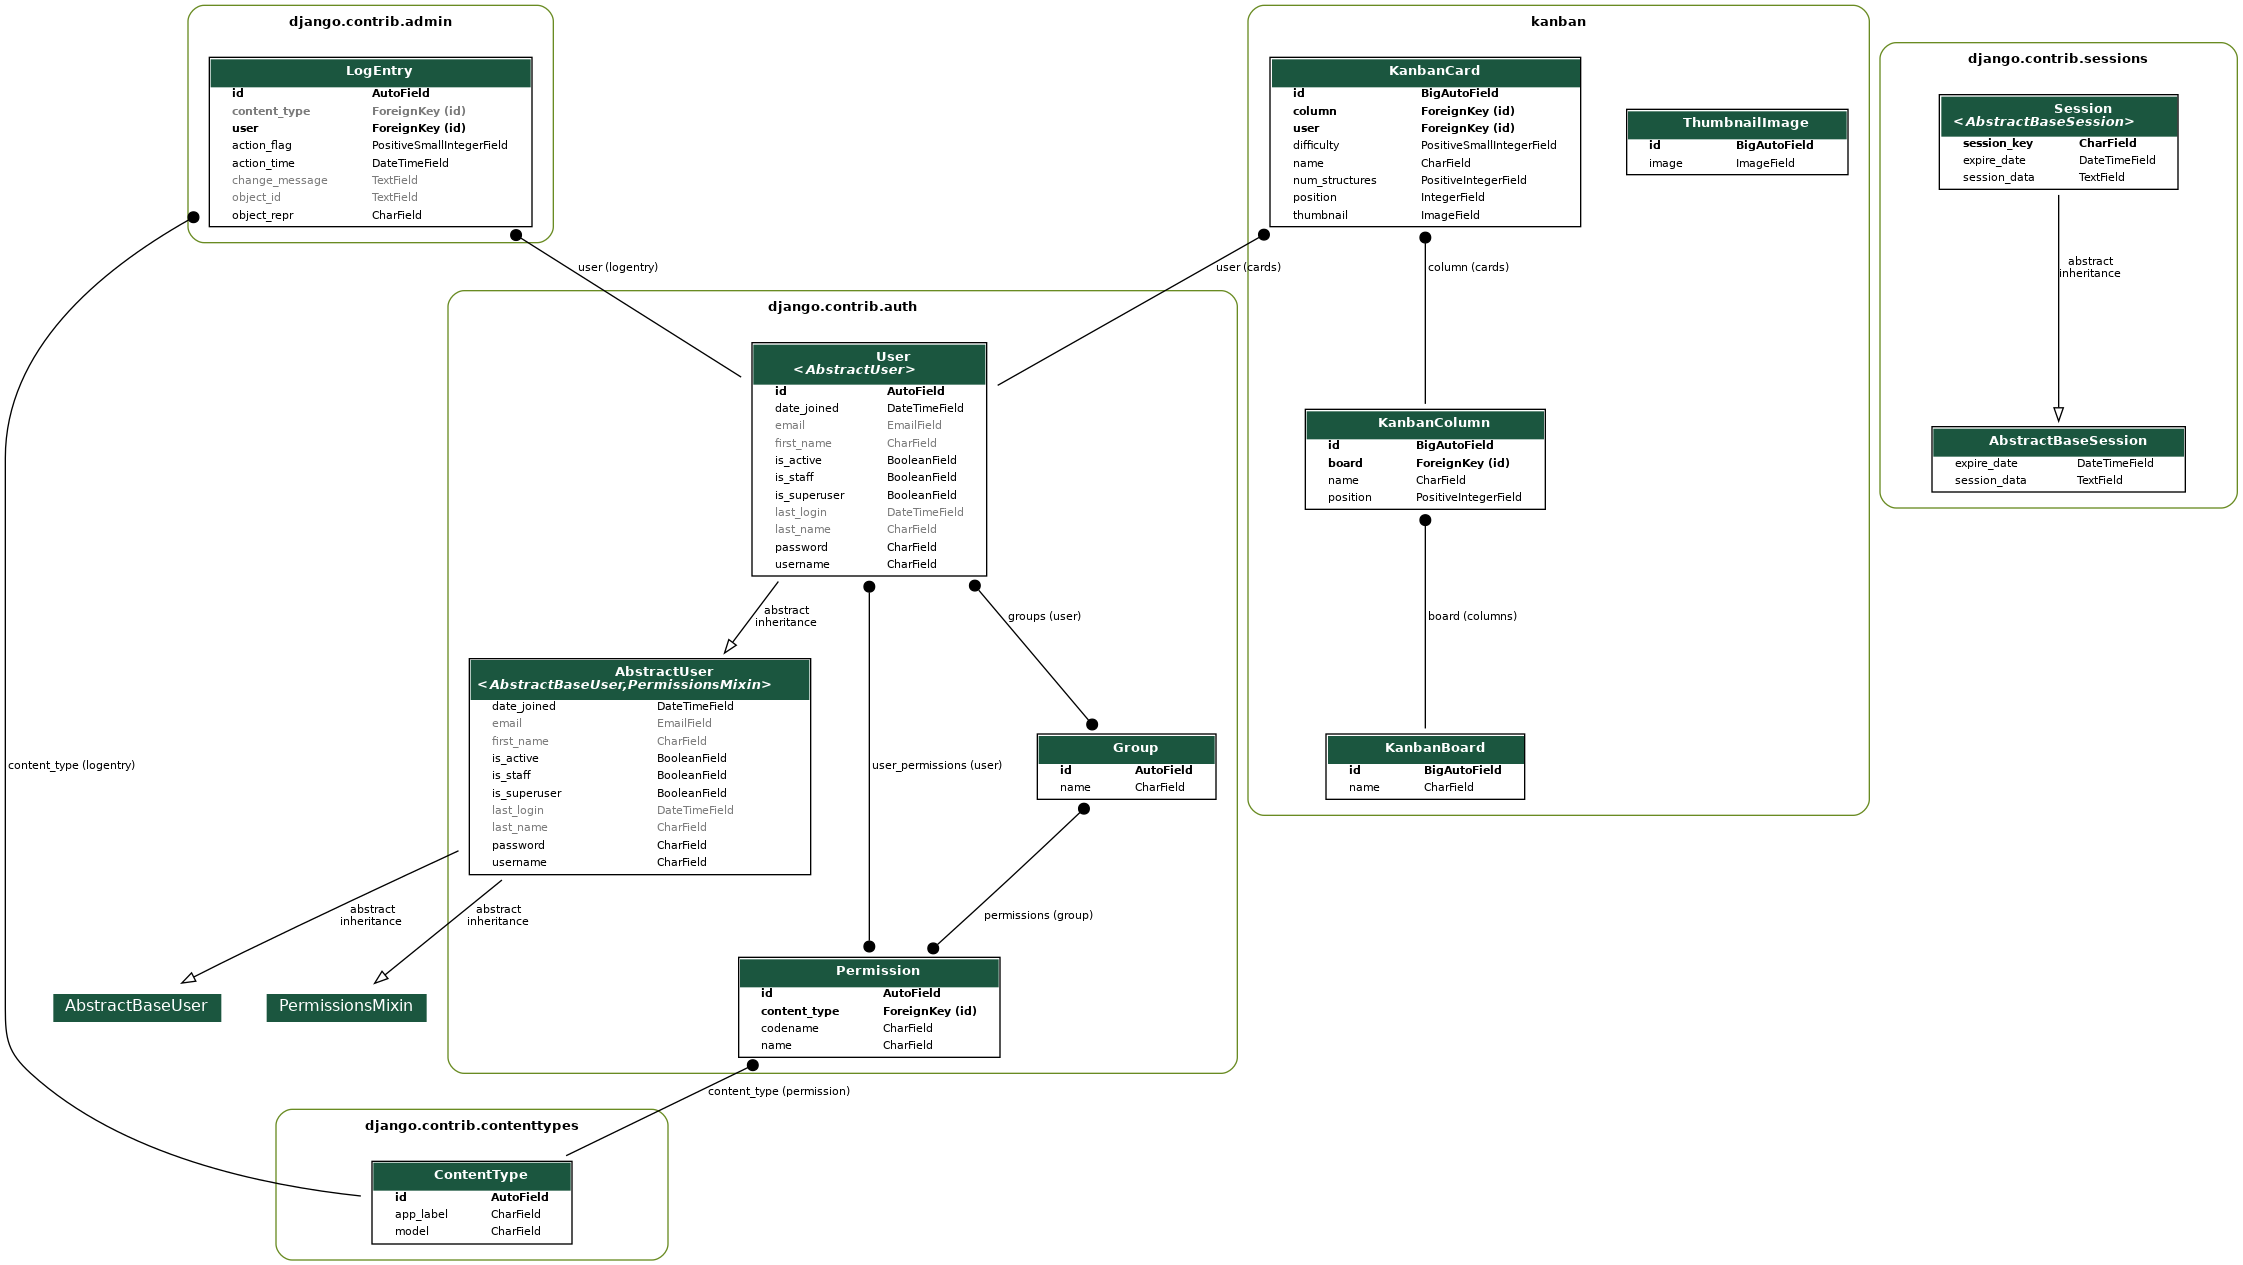 django.contrib.admin
LogEntry
id AutoField
content_type ForeignKey (id)
user ForeignKey (id)
action_flag PositiveSmallIntegerField
action_time DateTimeField
change_message TextField
object_id TextField
object_repr CharField
kanban
KanbanCard
id BigAutoField
column ForeignKey (id)
user ForeignKey (id)
difficulty PositiveSmallIntegerField
name CharField
num_structures PositiveIntegerField
position IntegerField
thumbnail ImageField
ThumbnailImage
id BigAutoField
image ImageField
django.contrib.sessions
Session
<AbstractBaseSession>
session_key CharField
expire_date DateTimeField
session_data TextField
user (logentry)
user (cards)
column (cards)
abstract
inheritance
django.contrib.auth
User
<AbstractUser>
id AutoField
date_joined DateTimeField
email EmailField
first_name CharField
is_active BooleanField
is_staff BooleanField
is_superuser BooleanField
last_login DateTimeField
last_name CharField
password CharField
username CharField
KanbanColumn
id BigAutoField
board ForeignKey (id)
name CharField
position PositiveIntegerField
AbstractBaseSession
expire_date DateTimeField
session_data TextField
abstract
inheritance
groups (user)
board (columns)
AbstractUser
<AbstractBaseUser,PermissionsMixin>
date_joined DateTimeField
email EmailField
first_name CharField
is_active BooleanField
is_staff BooleanField
is_superuser BooleanField
last_login DateTimeField
last_name CharField
password CharField
username CharField
content_type (logentry)
user_permissions (user)
Group
id AutoField
name CharField
KanbanBoard
id BigAutoField
name CharField
abstract
inheritance
abstract
inheritance
permissions (group)
AbstractBaseUser
PermissionsMixin
Permission
id AutoField
content_type ForeignKey (id)
codename CharField
name CharField
content_type (permission)
django.contrib.contenttypes
ContentType
id AutoField
app_label CharField
model CharField